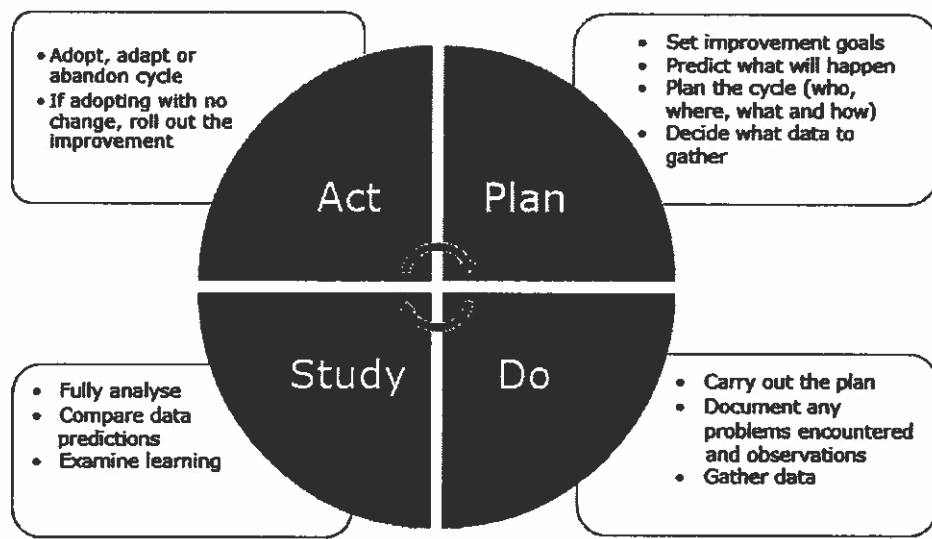 • Adopt, adapt or
abandon cycle
• If adopting with no
change, roll out the
improvement
• Set improvement goals
• Predict what will happen
• Plan the cycle (who,
where, what and how)
• Decide what data to
gather
Act
Plan
Study
Do
• Fully analyse
• Compare data
predictions
• Examine learning
• Carry out the plan
• Document any
problems encountered
and observations
• Gather data